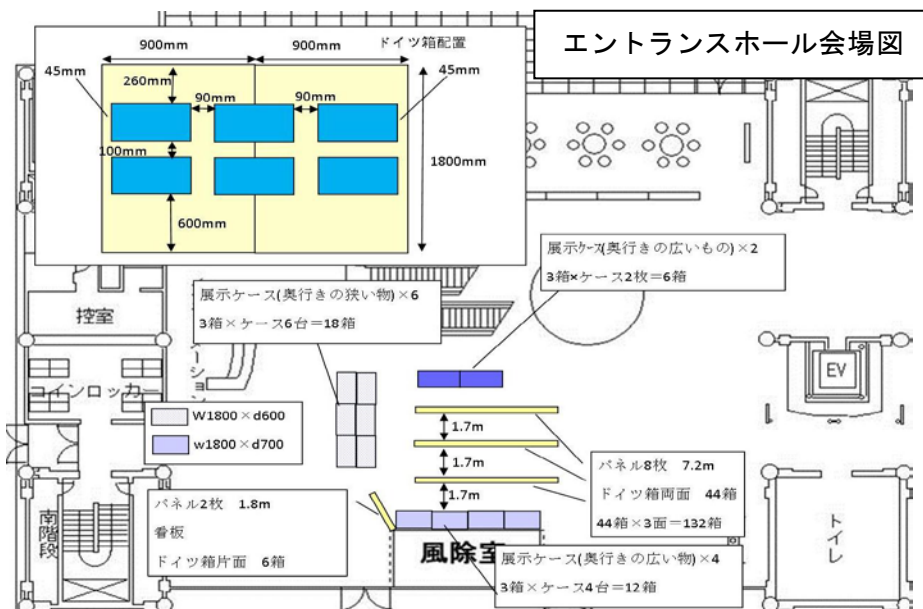 エントランスホール会場図
900mm
900mm
ドイツ箱配置
45mm
45mm
260mm
90mm
90mm
100mm
1800mm
600mm
展示ケース(奥行きの広いもの)×2
3箱×ケース2枚＝6箱
展示ケース(奥行きの狭い物)×6
3箱×ケース6台＝18箱
控室
ーション
コインロッカー
EV
W1800×d600
w1800×d700
1.7m
1.7m
1.7m
パネル8枚 7.2m
ドイツ箱両面 44箱
44箱×3面＝132箱
パネル2枚 1.8m
看板
ドイツ箱片面 6箱
南階段
風除室
トイレ
展示ケース(奥行きの広い物)×4
3箱×ケース4台＝12箱